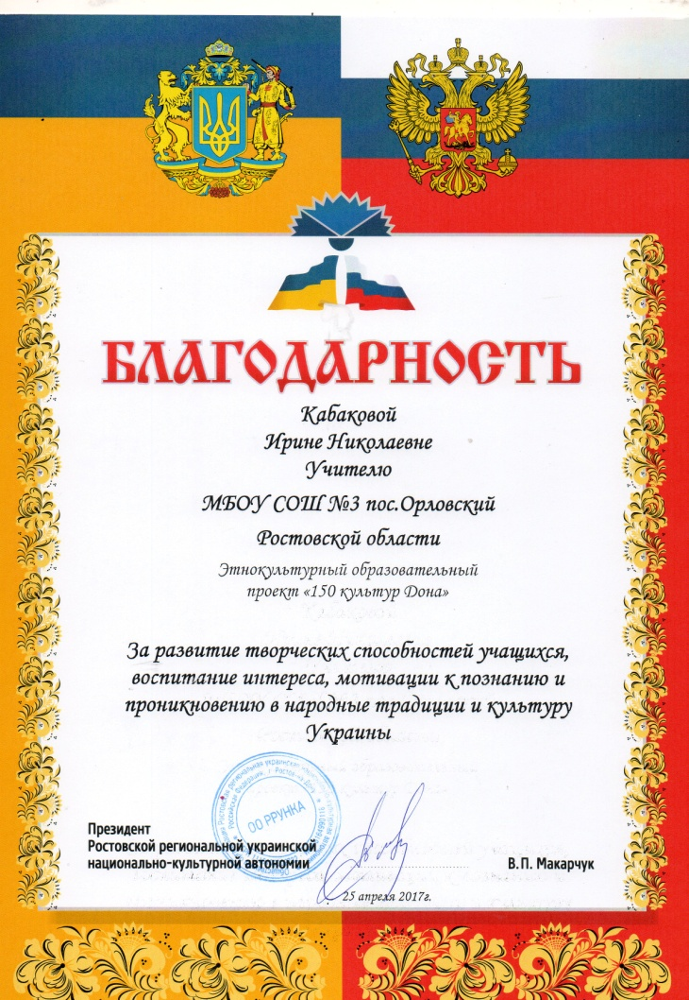 БЛАГОДАРНОСТЬ
Кабаковой
Ирине Николаевне
Учителю
МБОУ СОШ №3 пос.Орловский
Ростовской области
Этнокультурный образовательный
проект «150 культур Дона»
За развитие творческих способностей учащихся,
воспитание интереса, мотивации к познанию и
проникновению в народные традиции и культуру
Украины
ОО РРУНКА
Президент
Ростовской региональной украинской
национально-культурной автономии
В.П. Макарчук
25 апреля 2017г.